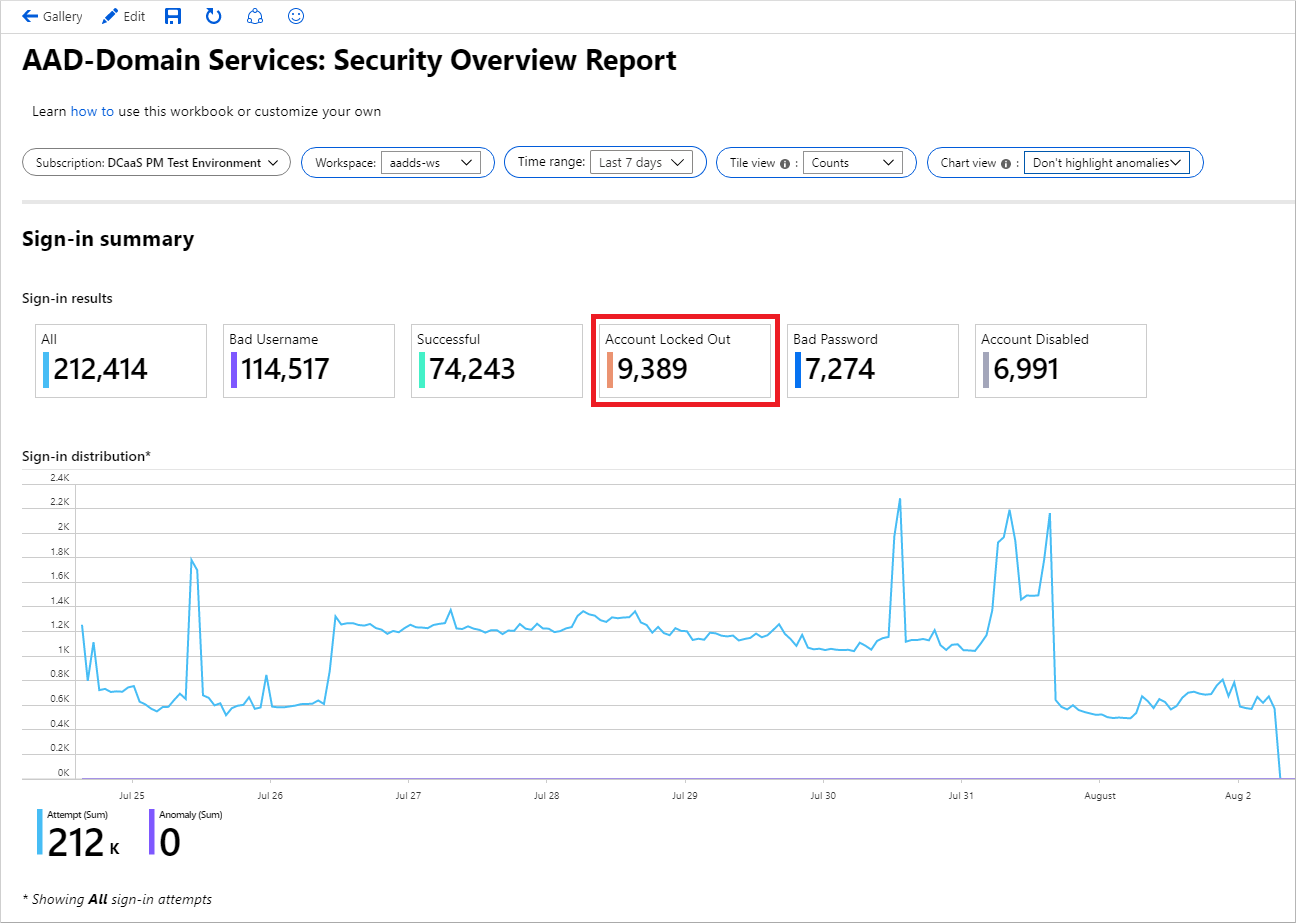 Gallery Edit
AAD-Domain Services: Security Overview Report
Learn how to use this workbook or customize your own
Subscription: DCaaS PM Test Environment Workspace: aadds-ws Time range: Last 7 days Tile view : Counts Chart view : Don't highlight anomalies
Sign-in summary
Sign-in results
All Bad Username Successful Account Locked Out Bad Password Account Disabled
212,414 114,517 74,243 9,389 7,274 6,991
Sign-in distribution*
2.4K
2.2K
2K
1.8K
1.6K
1.4K
1.2K
1K
0.8K
0.6K
0.4K
0.2K
0K
Jul 25 Jul 26 Jul 27 Jul 28 Jul 29 Jul 30 Jul 31 August Aug 2
Attempt (Sum) Anomaly (Sum)
212 K 0
* Showing All sign-in attempts